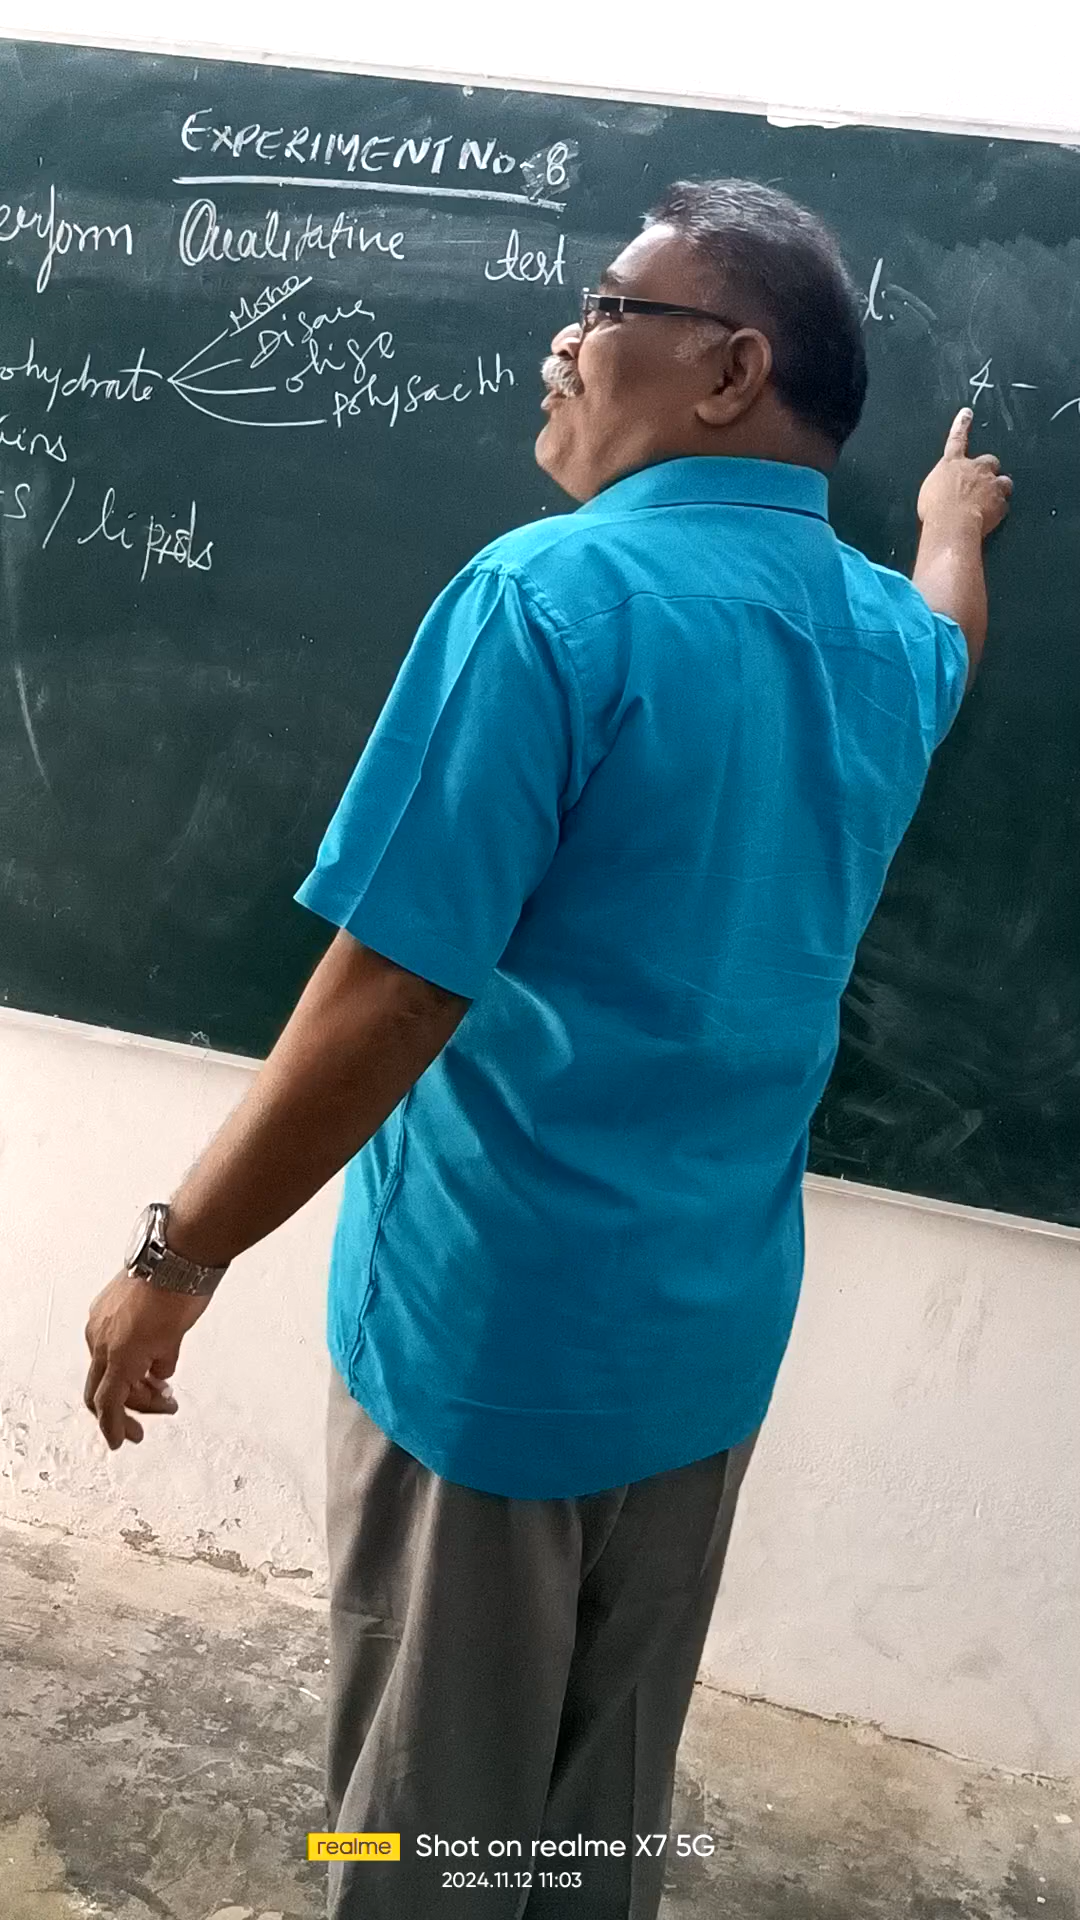 EXPERIMENT No-8
erform Qualitative test
Mono
Disacc
ohydrate
oligo
polysachh
eins
s / lipids
4 -
realme Shot on realme X7 5G
2024.11.12 11:03